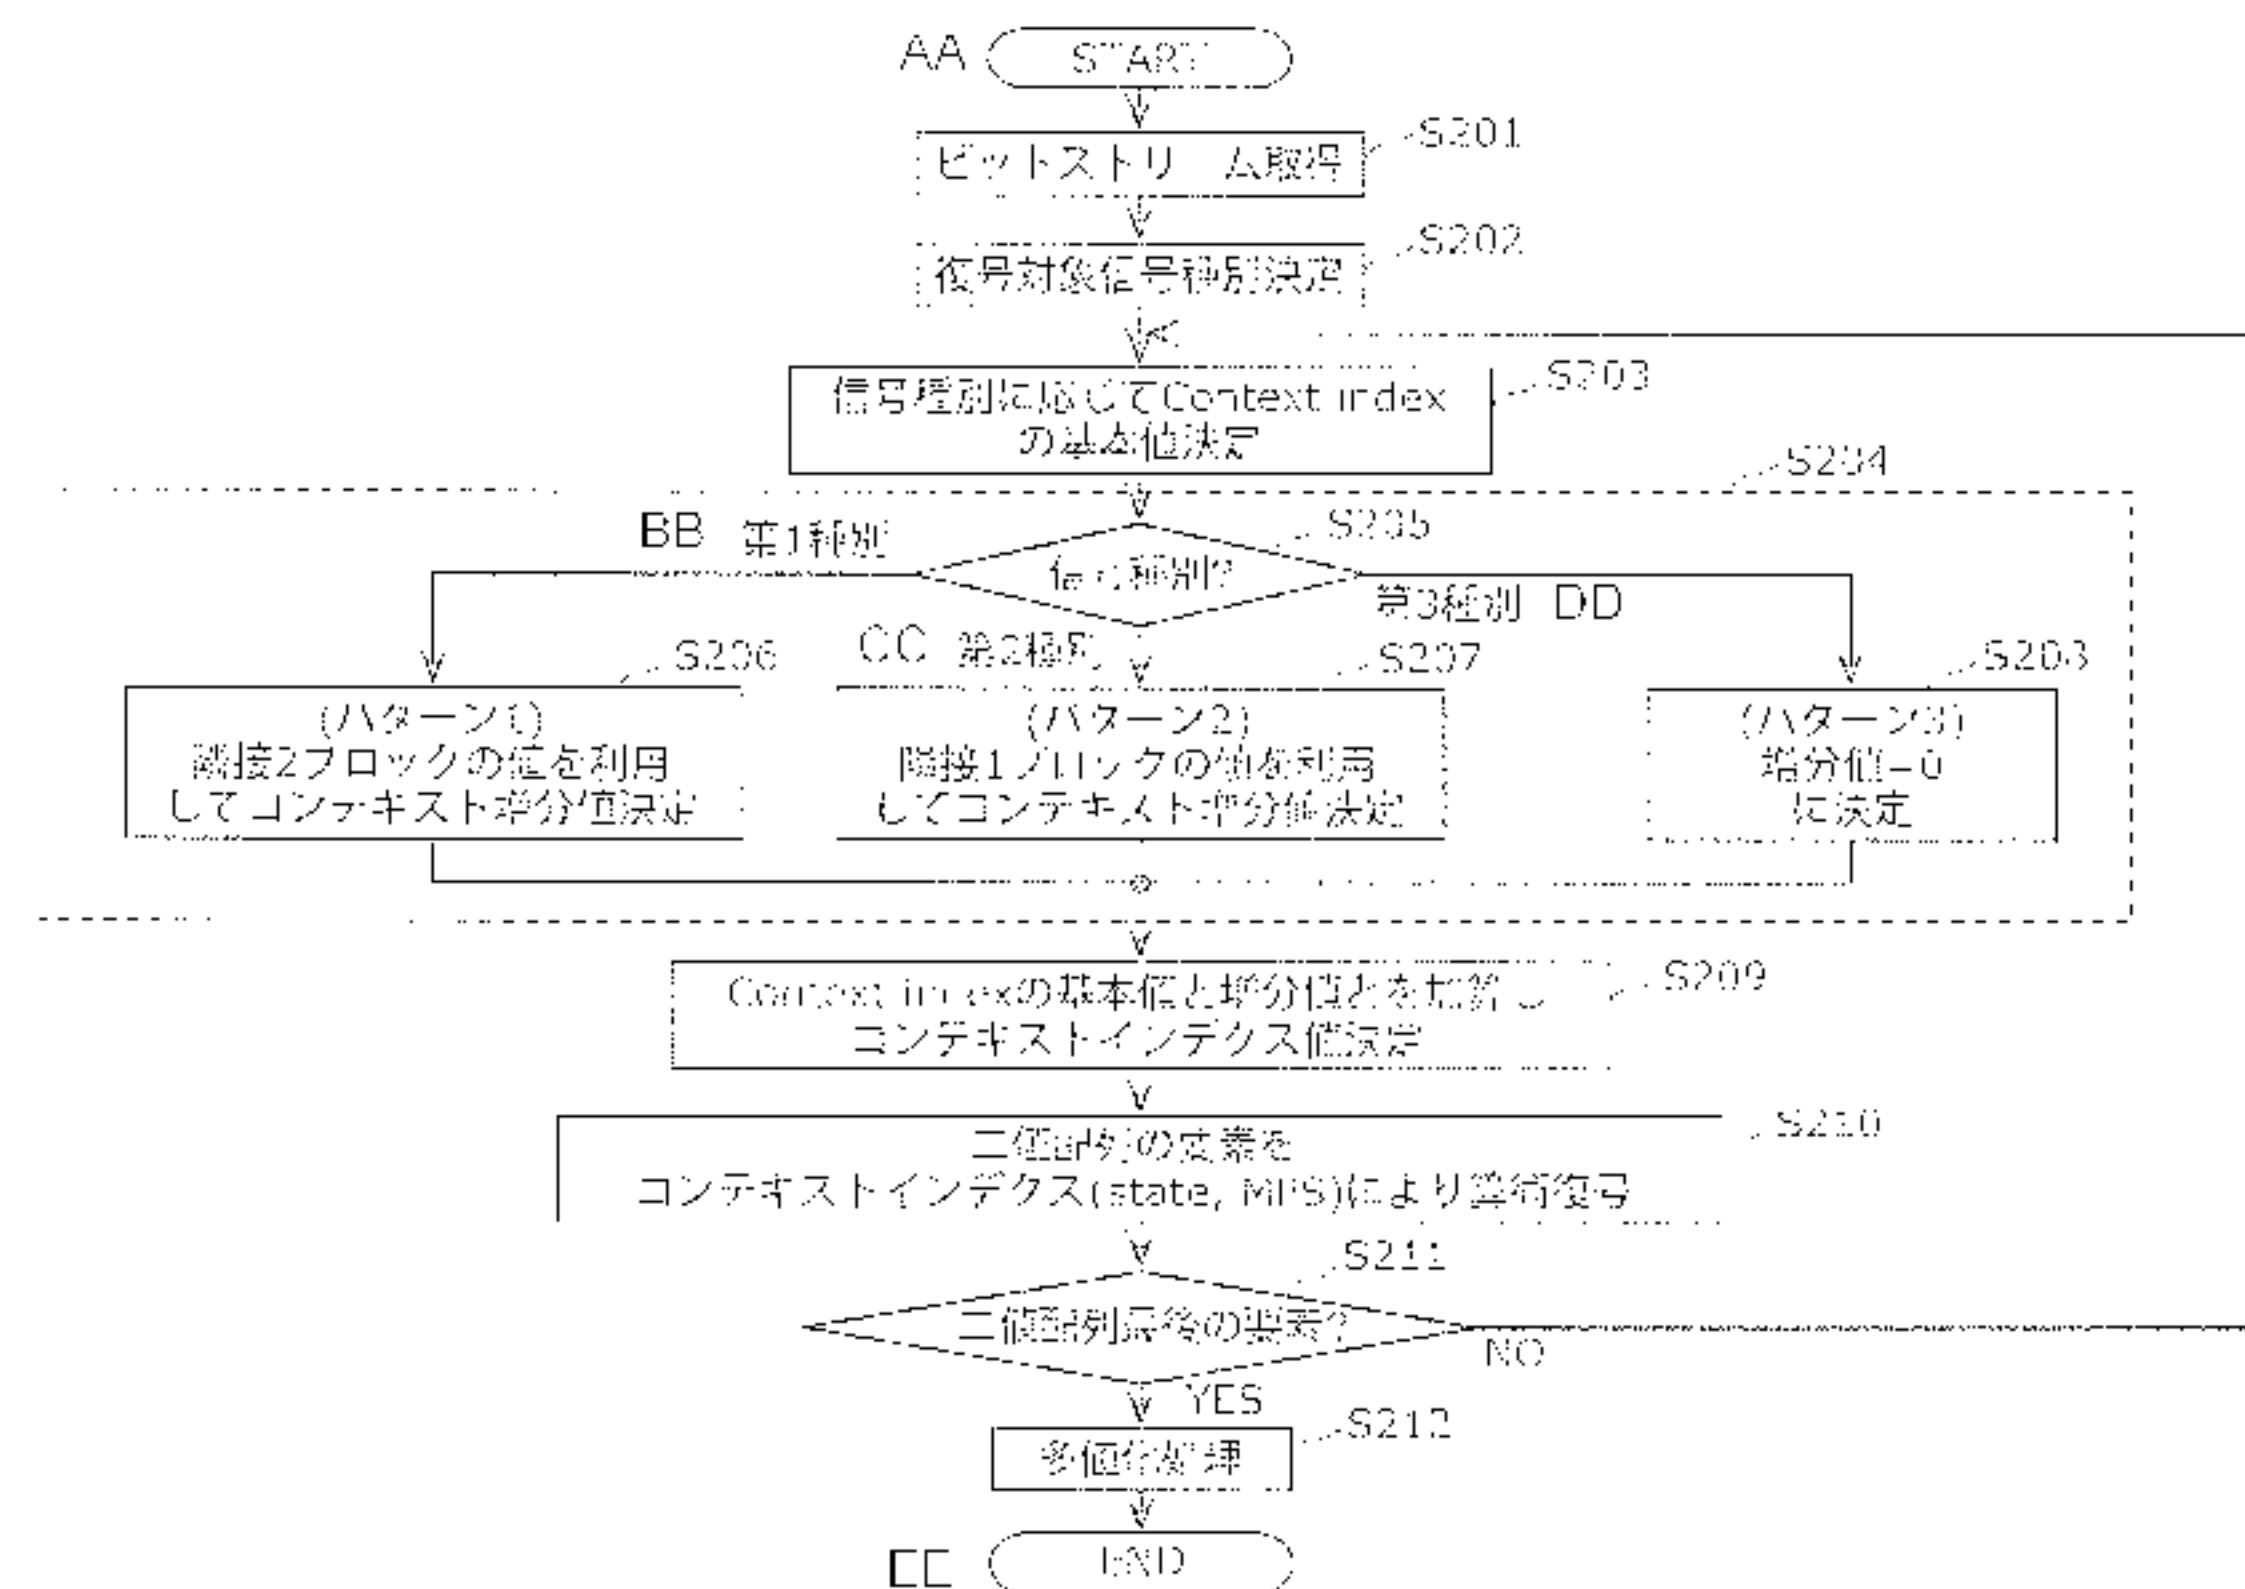 AA START
S201
ビットストリーム取得
S202
復号対象信号種別決定
S203
信号種別に応じてContext index
の基本値決定
S204
S205
BB 第1種別
信号種別?
第3種別 DD
CC 第2種別
S206
S207
S208
(パターン1)
隣接2ブロックの値を利用
してコンテキスト増分値決定
(パターン2)
隣接1ブロックの値を利用
してコンテキスト増分値決定
(パターン3)
増分値=0
に決定
S209
Context indexの基本値と増分値とを加算し
コンテキストインデクス値決定
S210
二値配列の要素を
コンテキストインデクス(state, MPS)により算術復号
S211
二値配列最後の要素?
NO
YES
S212
多値化処理
EE END